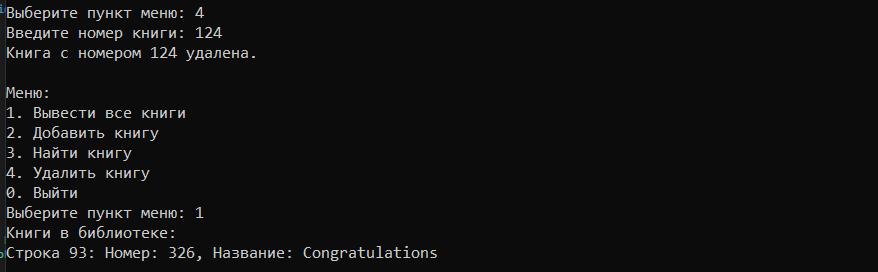 Выберите пункт меню: 4
Введите номер книги: 124
Книга с номером 124 удалена.
Меню:
1. Вывести все книги
2. Добавить книгу
3. Найти книгу
4. Удалить книгу
0. Выйти
Выберите пункт меню: 1
Книги в библиотеке:
Строка 93: Номер: 326, Название: Congratulations